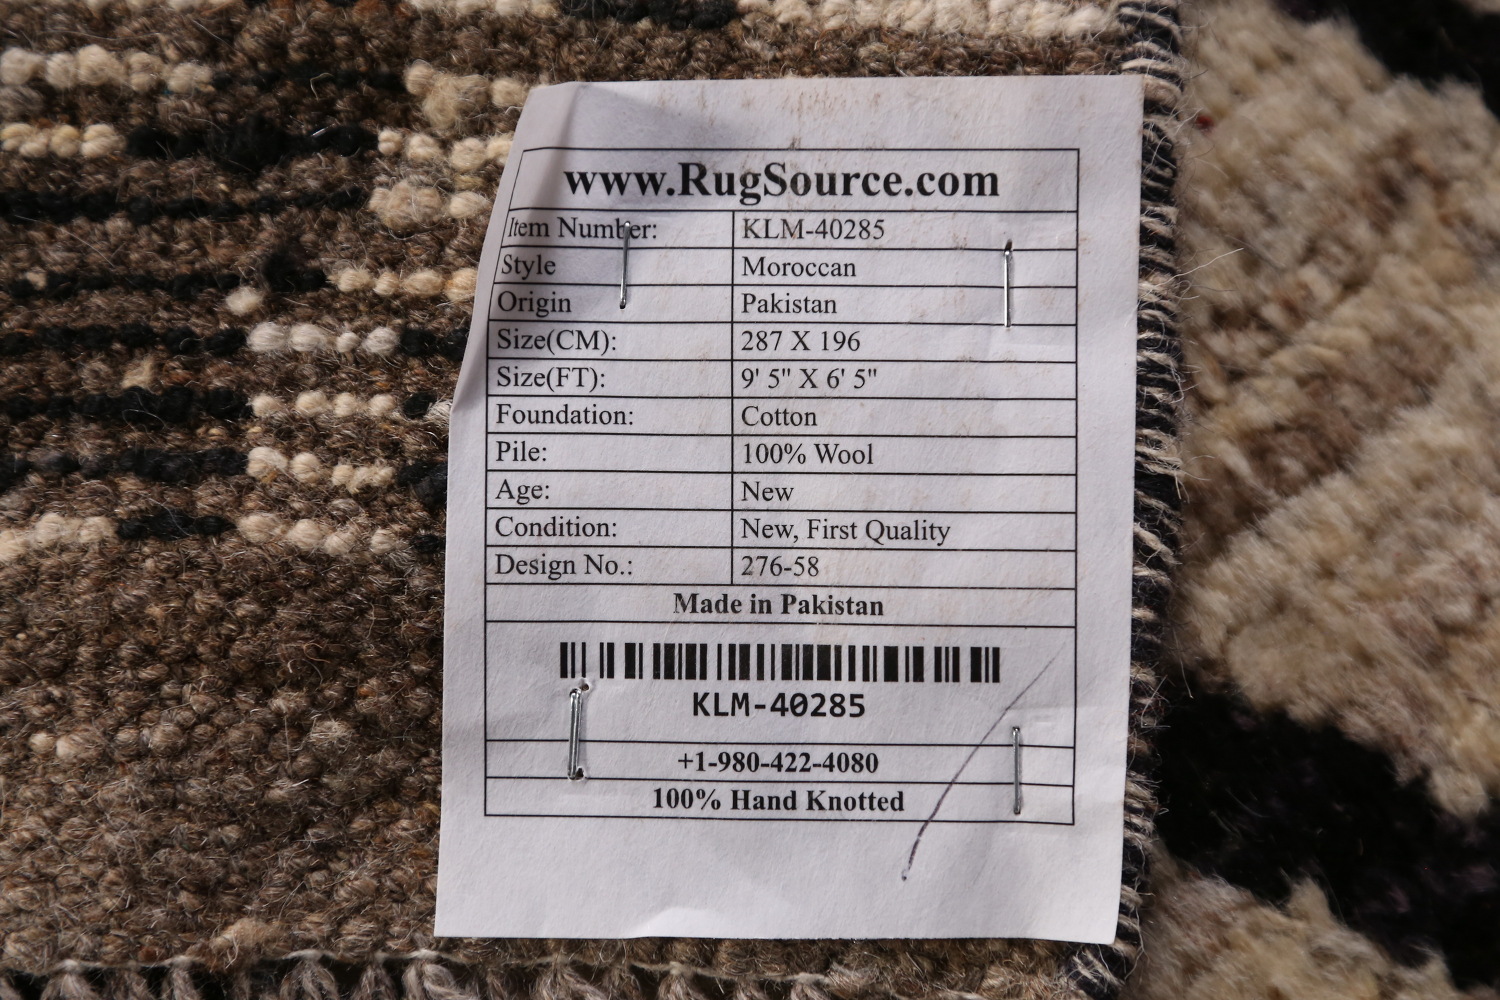 www.RugSource.com
Item Number: KLM-40285
Style Moroccan
Origin Pakistan
Size(CM): 287 X 196
Size(FT): 9' 5" X 6' 5"
Foundation: Cotton
Pile: 100% Wool
Age: New
Condition: New, First Quality
Design No.: 276-58
Made in Pakistan
KLM-40285
+1-980-422-4080
100% Hand Knotted